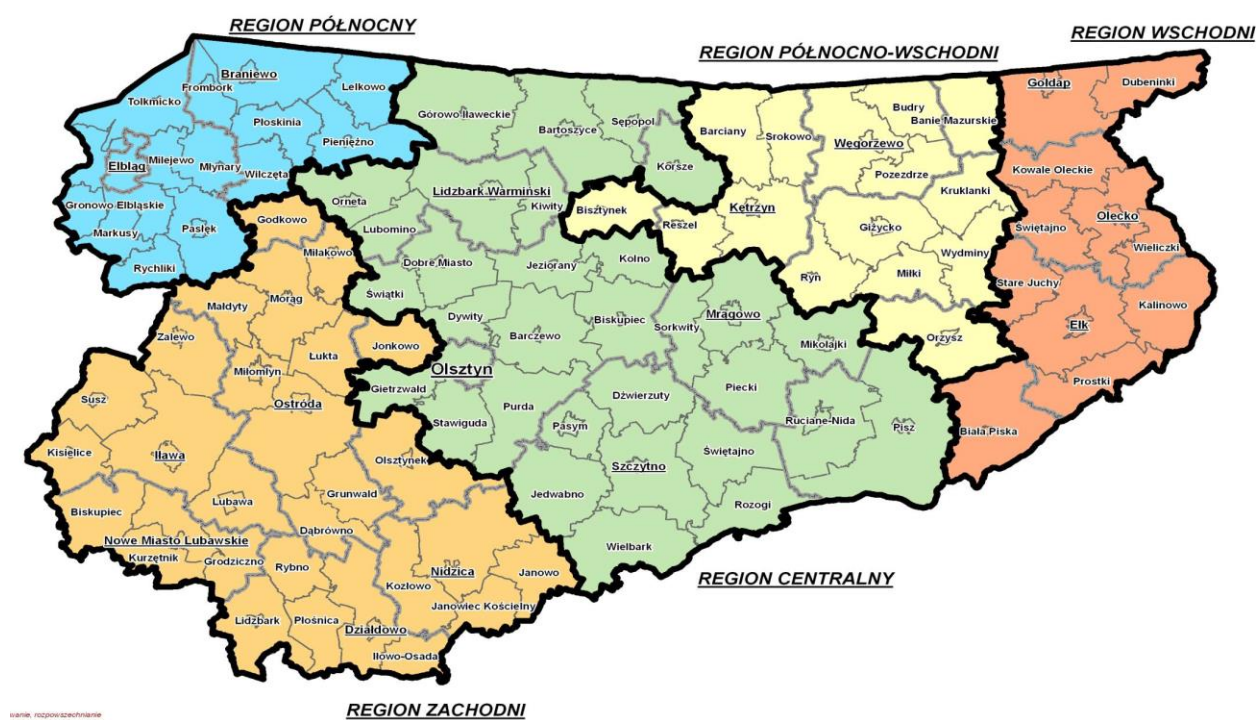 REGION PÓŁNOCNY
REGION WSCHODNI
REGION PÓŁNOCNO-WSCHODNI
Braniewo
Frombork
Lelkowo
Tolkmicko
Płoskinia
Pieniężno
Elbląg
Milejewo
Młynary
Wilczęta
Gronowo Elbląskie
Markusy
Pasłęk
Rychliki
Górowo Iławeckie
Bartoszyce
Sępopol
Korsze
Lidzbark Warmiński
Orneta
Kiwity
Lubomino
Bisztynek
Reszel
Barciany
Srokowo
Kętrzyn
Węgorzewo
Budry
Banie Mazurskie
Pozezdrze
Kruklanki
Giżycko
Wydminy
Ryn
Miłki
Orzysz
Gołdap
Dubeninki
Kowale Oleckie
Olecko
Świętajno
Wieliczki
Stare Juchy
Kalinowo
Ełk
Prostki
Biała Piska
Godkowo
Miłakowo
Małdyty
Morąg
Zalewo
Łukta
Jonkowo
Miłomłyn
Ostróda
Susz
Kisielice
Iława
Lubawa
Olsztynek
Grunwald
Dąbrówno
Biskupiec
Nowe Miasto Lubawskie
Kurzętnik
Grodziczno
Rybno
Lidzbark
Płośnica
Działdowo
Iłowo-Osada
Kozłowo
Nidzica
Janowo
Janowiec Kościelny
Dobre Miasto
Jeziorany
Kolno
Świątki
Dywity
Barczewo
Biskupiec
Sorkwity
Mrągowo
Mikołajki
Olsztyn
Gietrzwałd
Stawiguda
Purda
Pasym
Dźwierzuty
Piecki
Ruciane-Nida
Pisz
Szczytno
Świętajno
Jedwabno
Rozogi
Wielbark
REGION CENTRALNY
REGION ZACHODNI
wanie, rozpowszechnianie